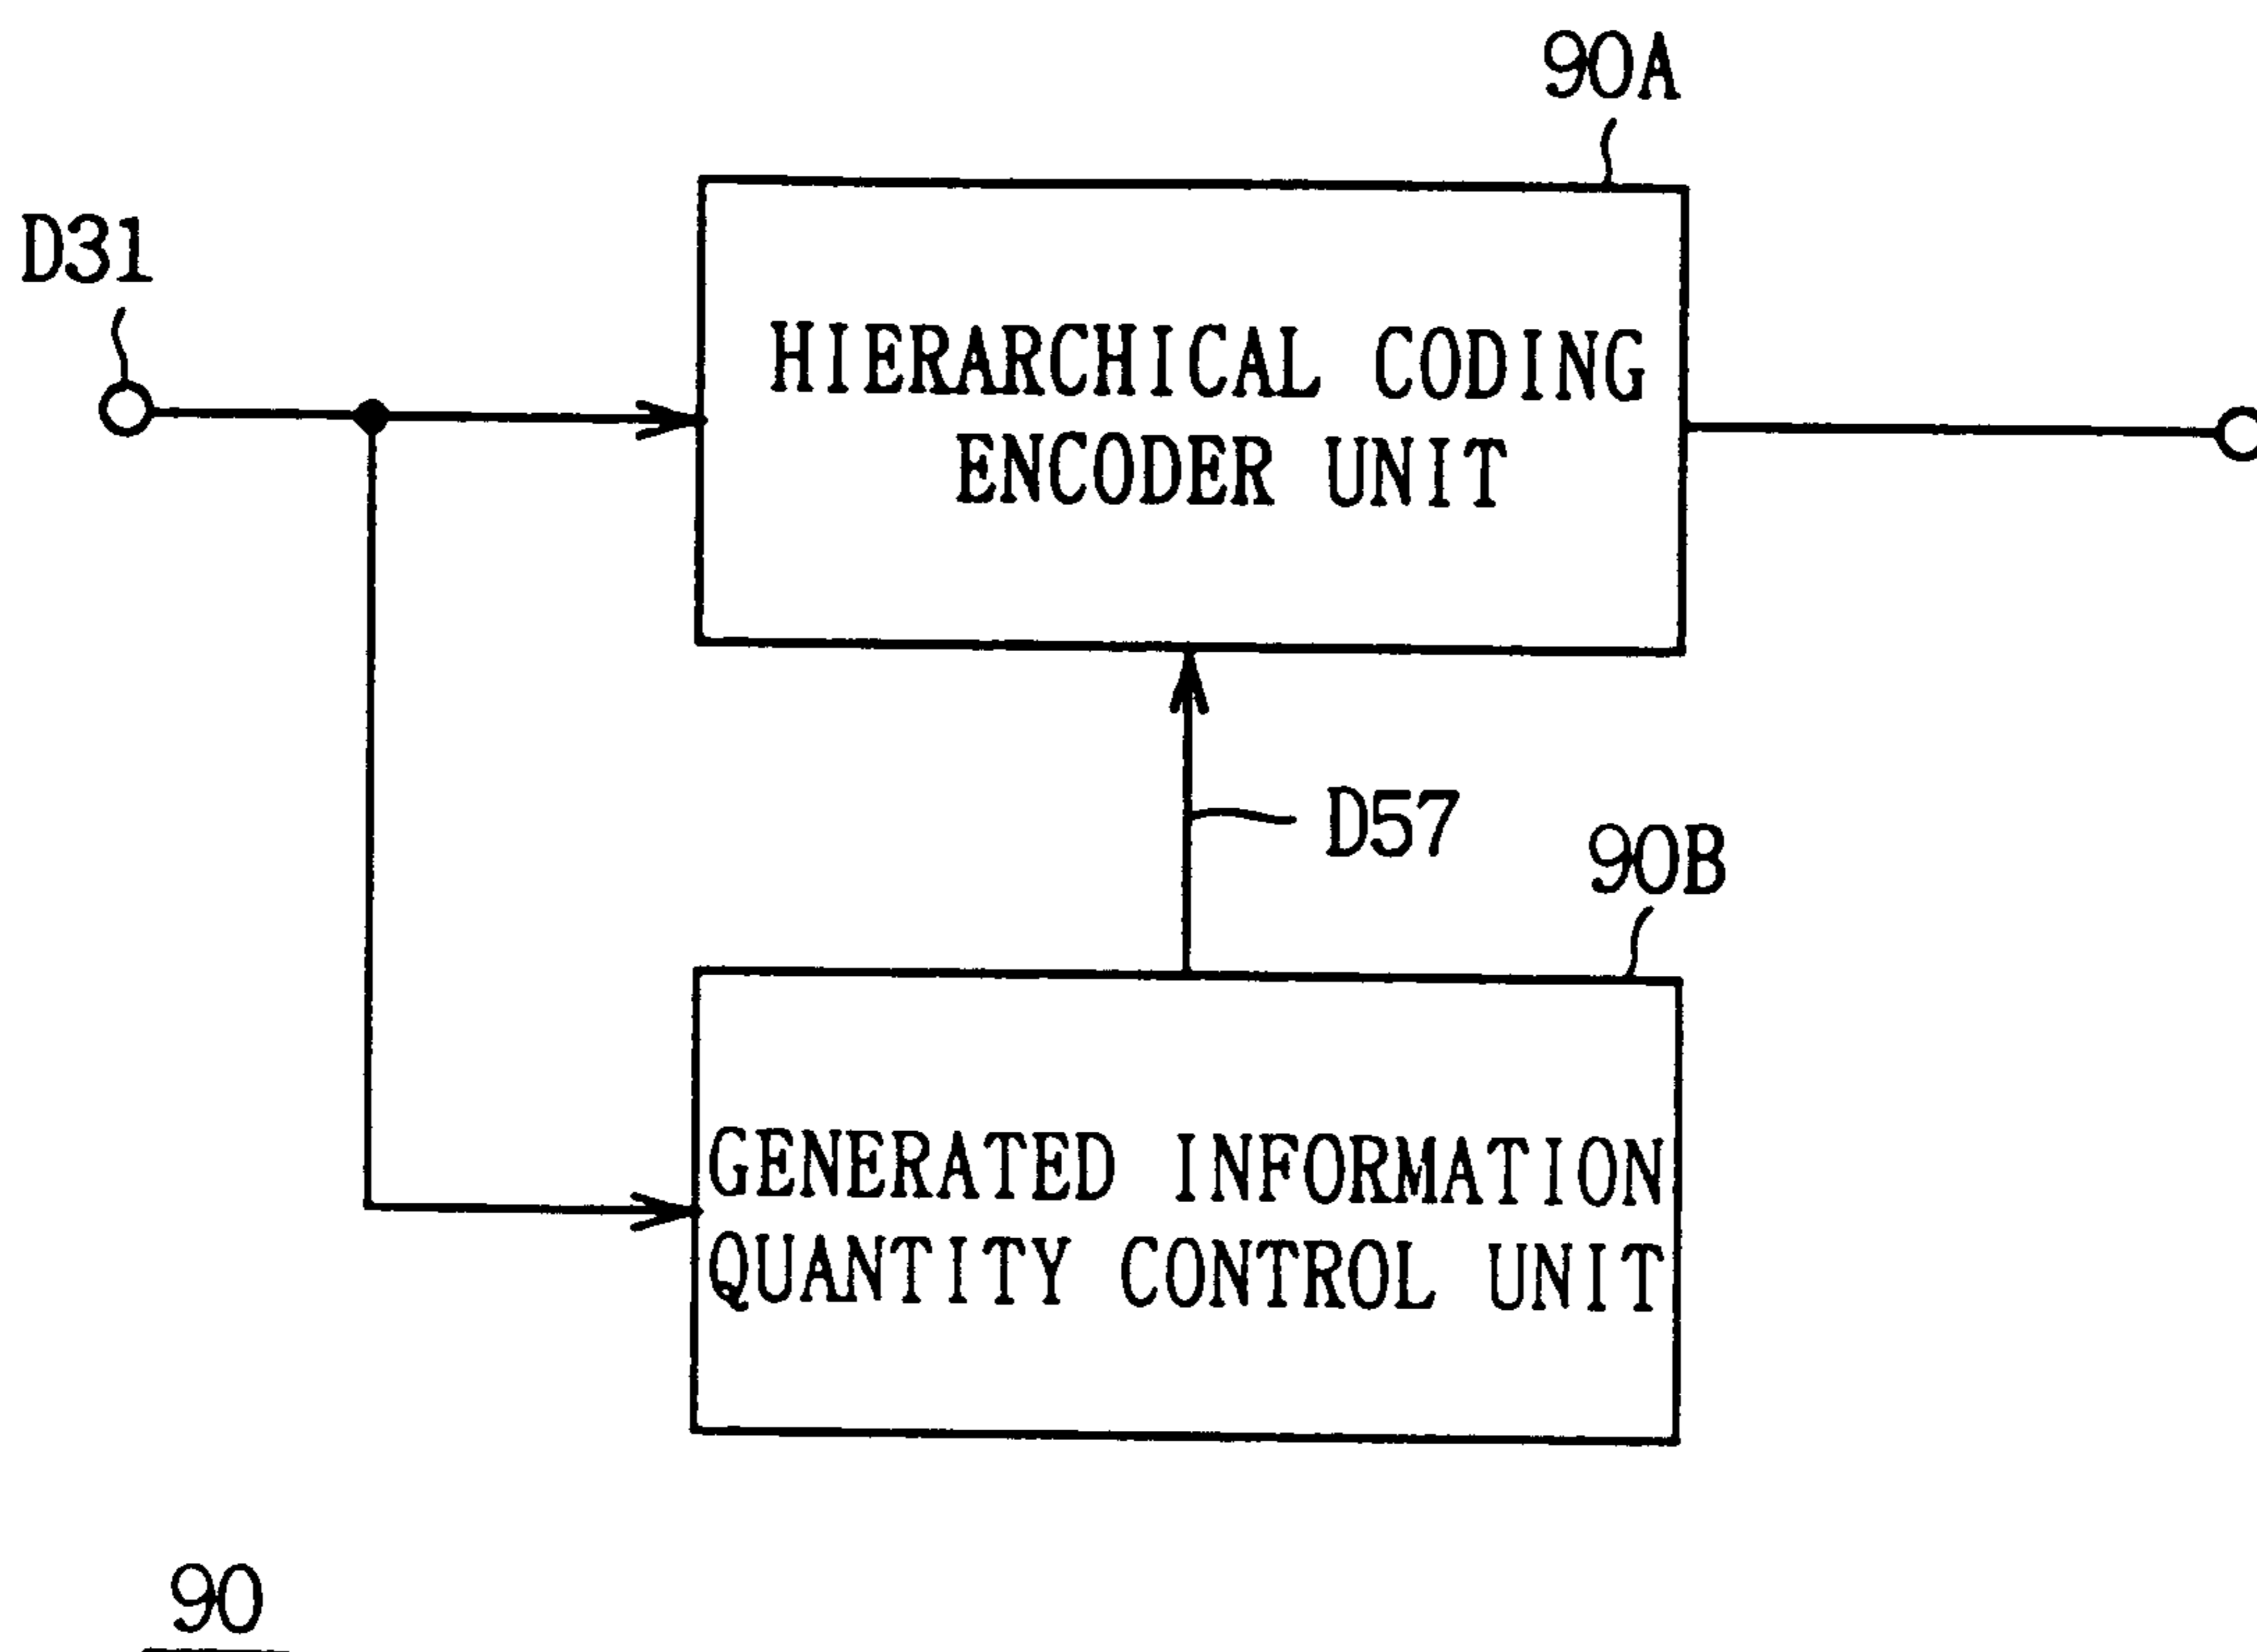 90A
D31
HIERARCHICAL CODING
ENCODER UNIT
D57
90B
GENERATED INFORMATION
QUANTITY CONTROL UNIT
90